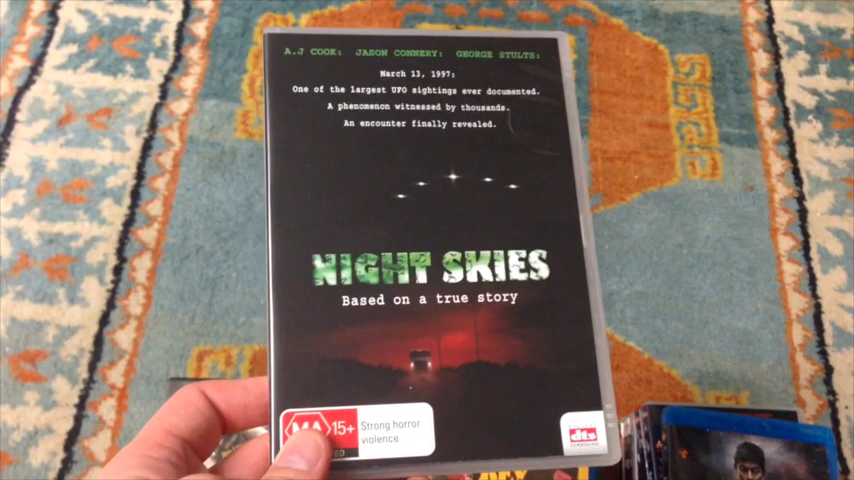 A.J COOK: JASON CONNERY: GEORGE STULTS:
March 13, 1997:
One of the largest UFO sightings ever documented.
A phenomenon witnessed by thousands.
An encounter finally revealed.
NIGHT SKIES
Based on a true story
MA 15+
Strong horror
violence
dts